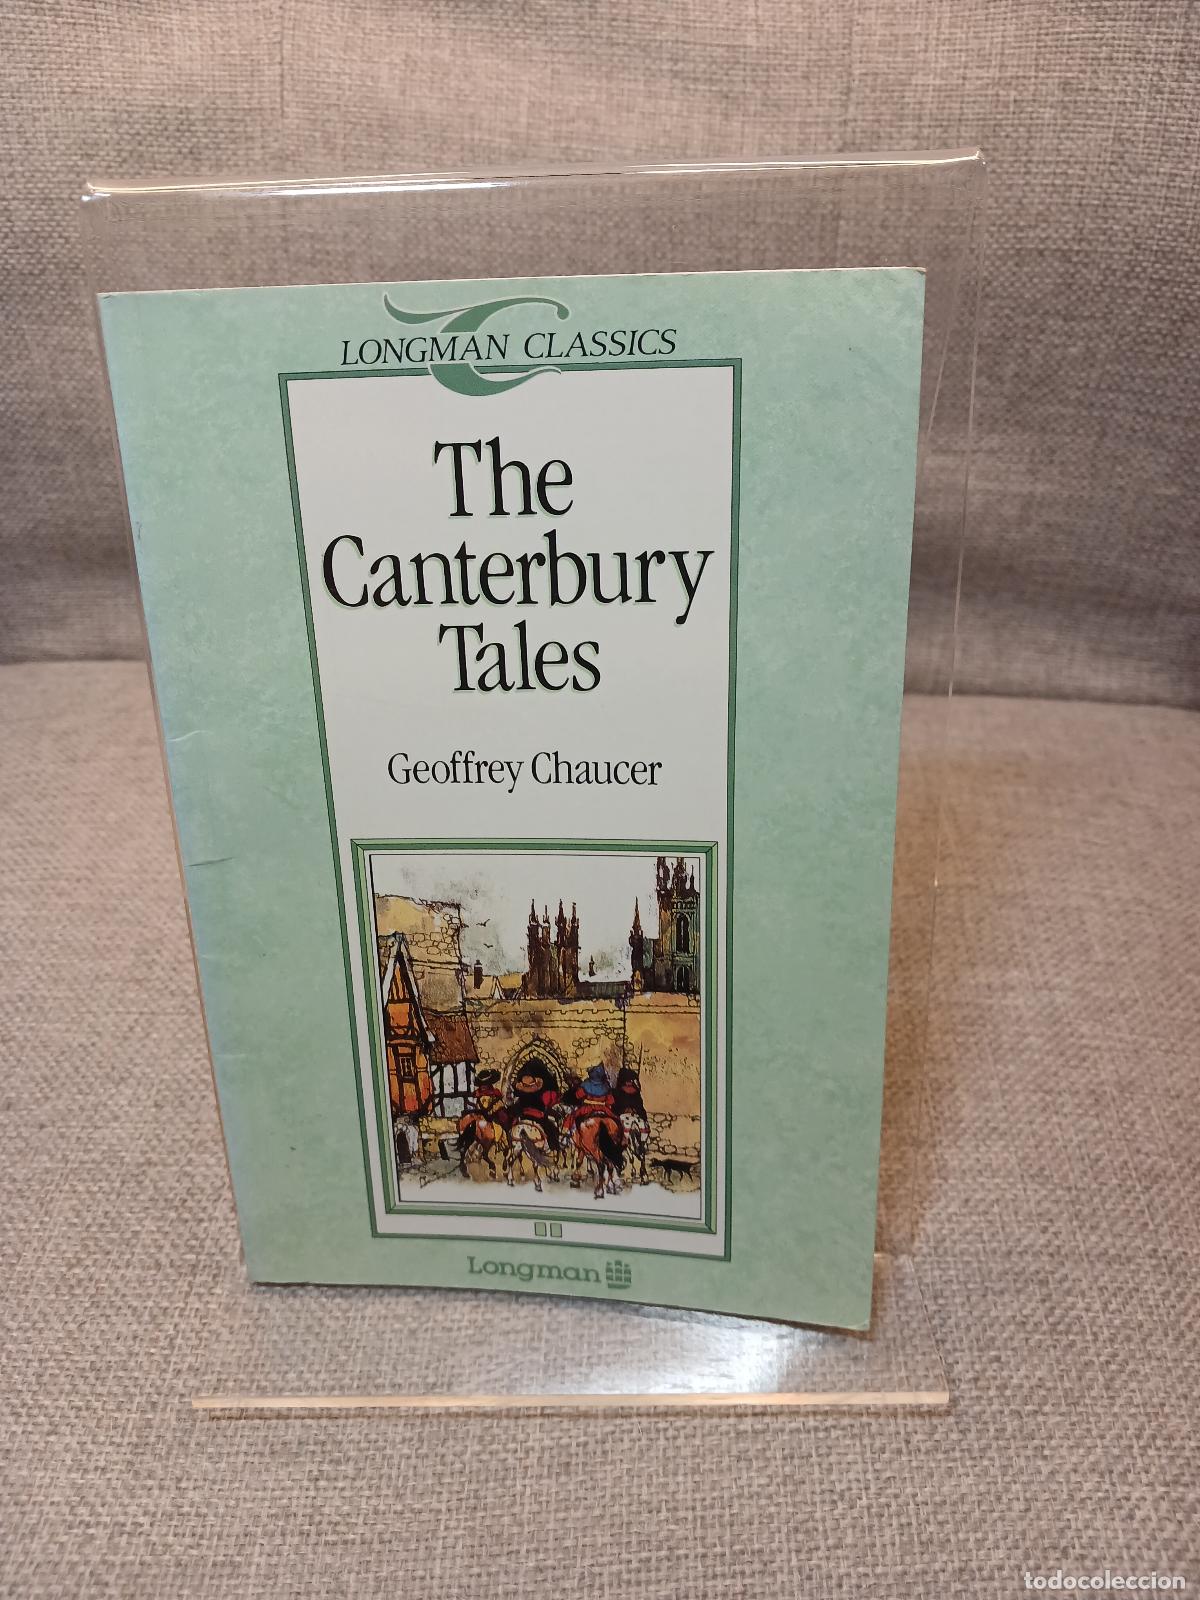 LONGMAN CLASSICS
The
Canterbury
Tales
Geoffrey Chaucer
Longman
todocoleccion